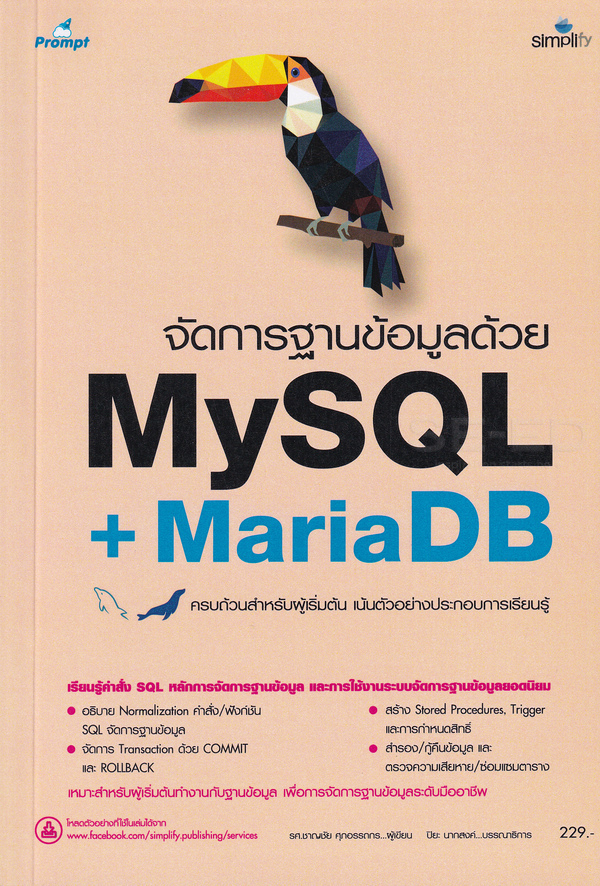 Prompt
simplify
จัดการฐานข้อมูลด้วย
MySQL
SE-ED
+ MariaDB
ครบถ้วนสำหรับผู้เริ่มต้น เน้นตัวอย่างประกอบการเรียนรู้
เรียนรู้คำสั่ง SQL หลักการจัดการฐานข้อมูล และการใช้งานระบบจัดการฐานข้อมูลยอดนิยม
อธิบาย Normalization คำสั่ง/ฟังก์ชัน
SQL จัดการฐานข้อมูล
จัดการ Transaction ด้วย COMMIT
และ ROLLBACK
สร้าง Stored Procedures, Trigger
และการกำหนดสิทธิ์
สำรอง/กู้คืนข้อมูล และ
ตรวจความเสียหาย/ซ่อมแซมตาราง
เหมาะสำหรับผู้เริ่มต้นทำงานกับฐานข้อมูล เพื่อการจัดการฐานข้อมูลระดับมืออาชีพ
โหลดตัวอย่างที่ใช้ในเล่มได้จาก
www.facebook.com/simplify.publishing/services
รศ.ชาญชัย ศุภอรรถกร...ผู้เขียน ปิยะ นากสงค์...บรรณาธิการ 229.-